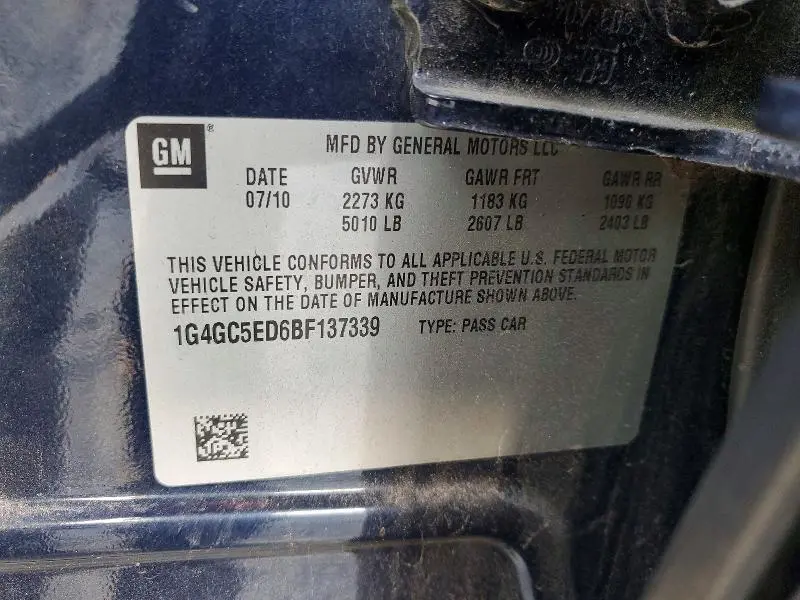 GM
®
MFD BY GENERAL MOTORS LLC
DATE GVWR GAWR FRT GAWR RR
07/10 2273 KG 1183 KG 1090 KG
5010 LB 2607 LB 2403 LB
THIS VEHICLE CONFORMS TO ALL APPLICABLE U.S. FEDERAL MOTOR
VEHICLE SAFETY, BUMPER, AND THEFT PREVENTION STANDARDS IN
EFFECT ON THE DATE OF MANUFACTURE SHOWN ABOVE.
1G4GC5ED6BF137339 TYPE: PASS CAR